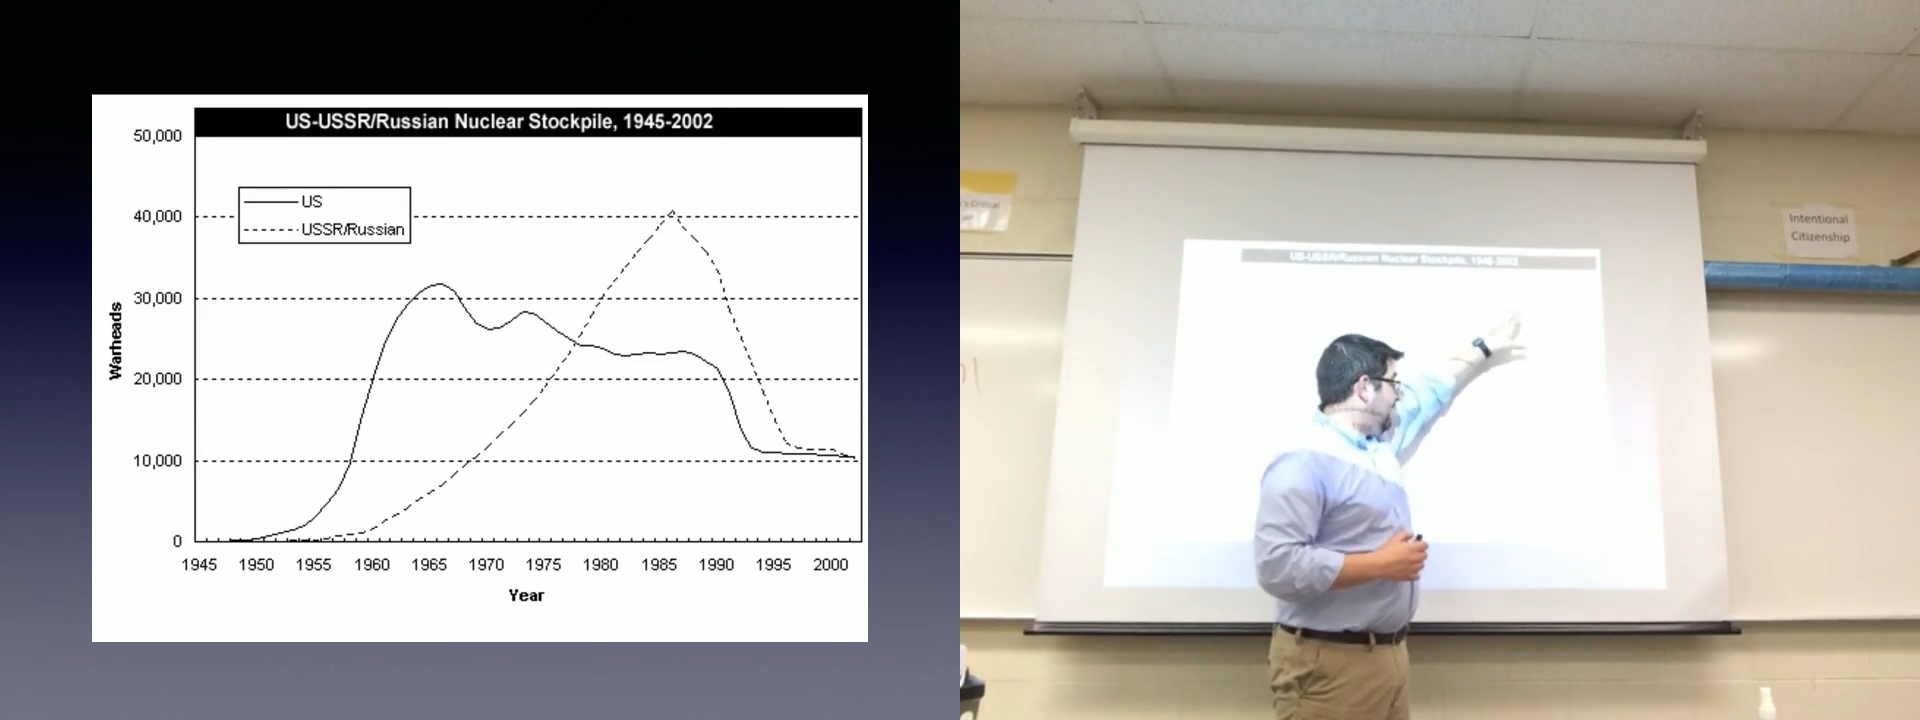 US-USSR/Russian Nuclear Stockpile, 1945-2002
50,000
40,000
30,000
20,000
10,000
0
US
USSR/Russian
Warheads
1945 1950 1955 1960 1965 1970 1975 1980 1985 1990 1995 2000
Year
US-USSR/Russian Nuclear Stockpile, 1945-2002
Critical
Intentional
Citizenship